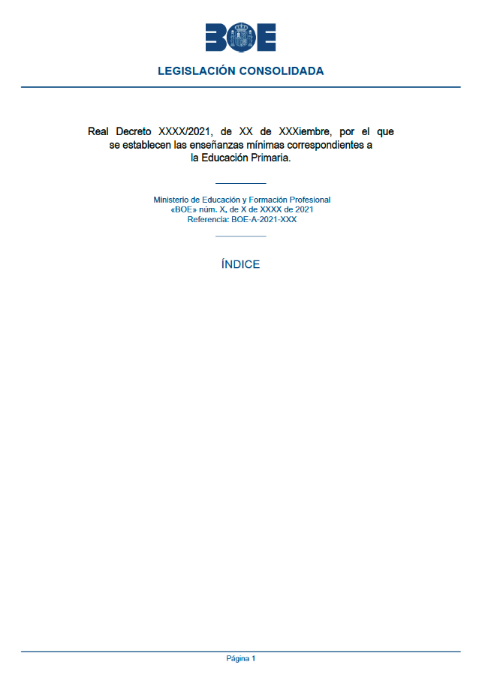 BOE
LEGISLACIÓN CONSOLIDADA
Real Decreto XXXX/2021, de XX de XXXiembre, por el que
se establecen las enseñanzas mínimas correspondientes a
la Educación Primaria.
Ministerio de Educación y Formación Profesional
«BOE» núm. X, de X de XXXX de 2021
Referencia: BOE-A-2021-XXX
ÍNDICE
Página 1